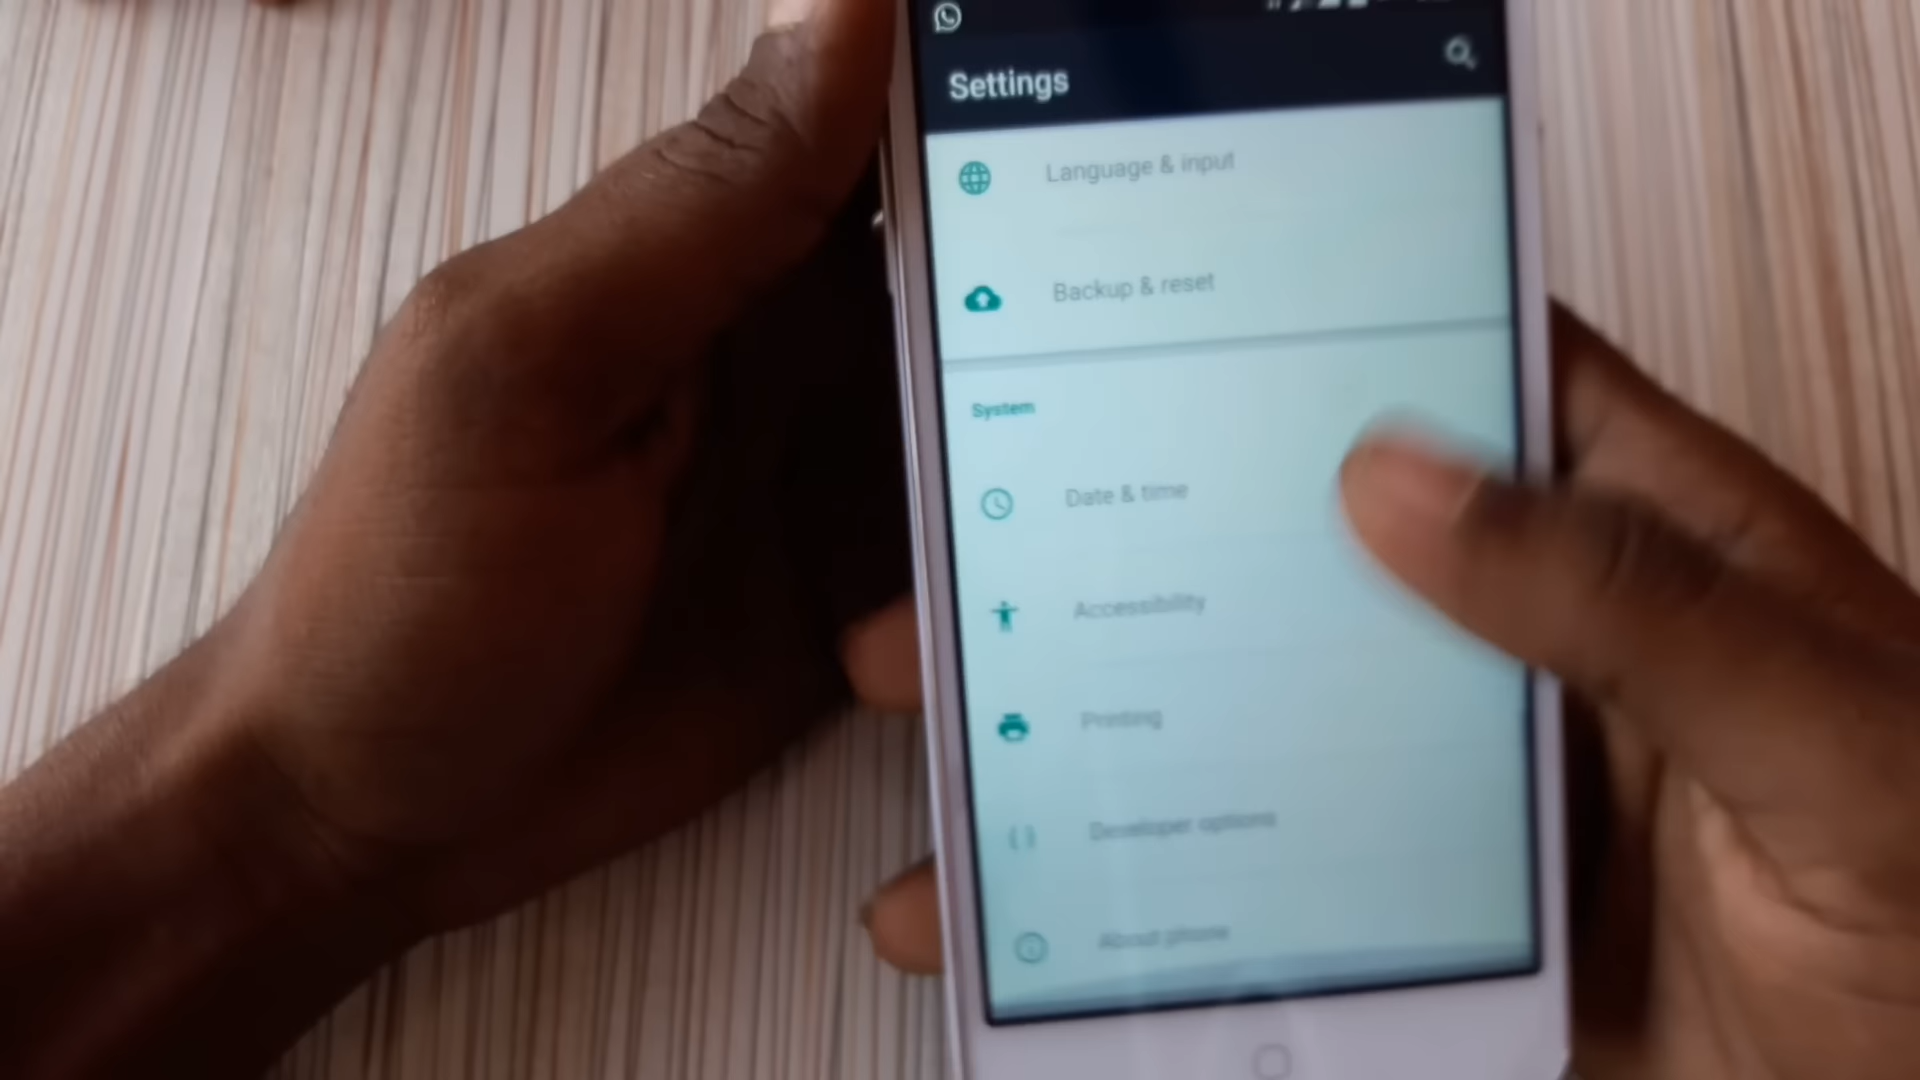 Settings
Language & input
Backup & reset
System
Date & time
Accessibility
Printing
Developer options
About phone